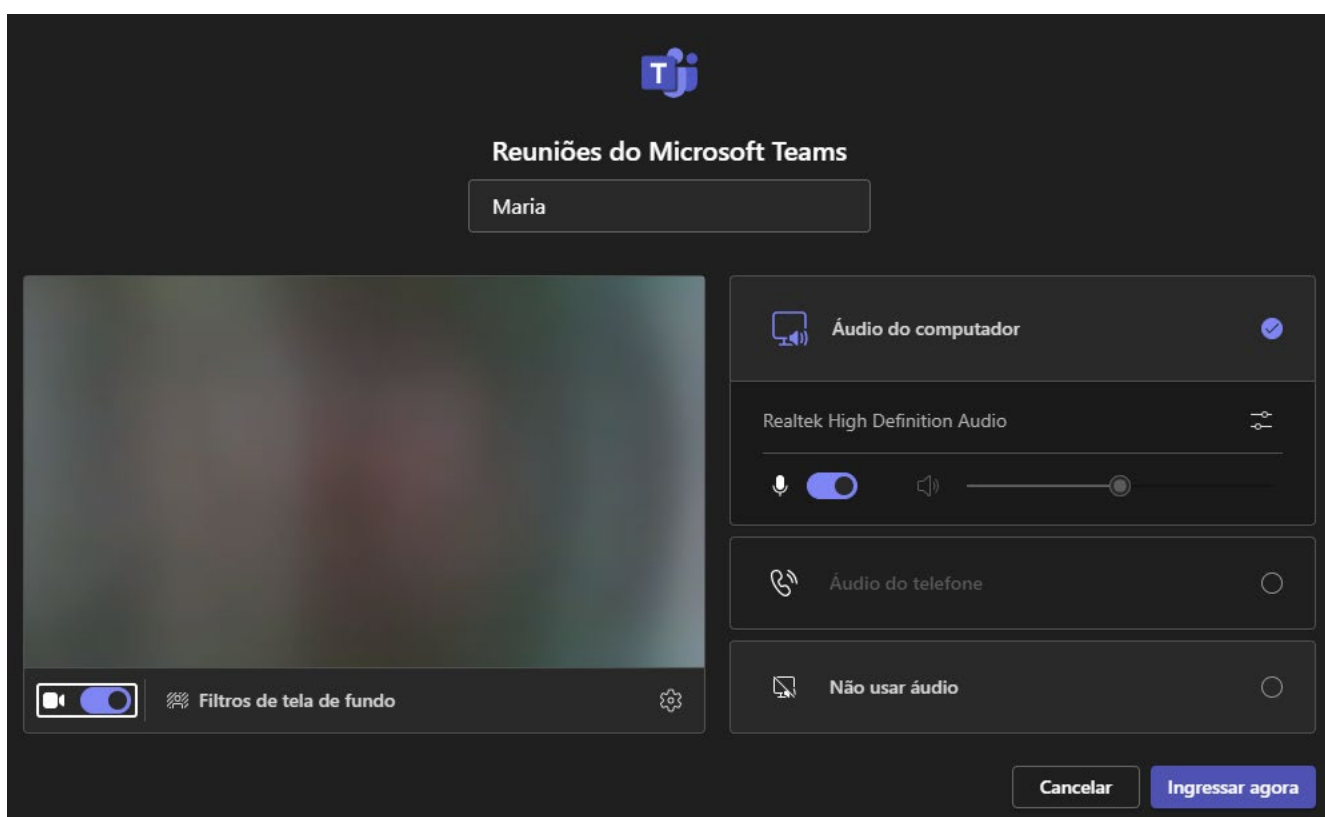 T
Reuniões do Microsoft Teams
Maria
Áudio do computador
Realtek High Definition Audio
Áudio do telefone
Filtros de tela de fundo
Não usar áudio
Cancelar
Ingressar agora